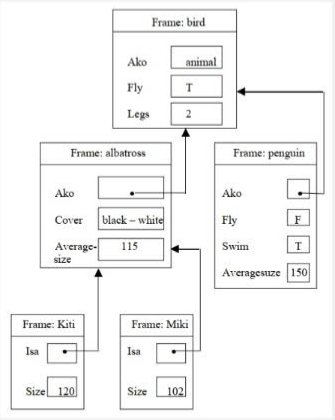 Frame: bird
Ako animal
Fly T
Legs 2
Frame: albatross
Ako
Cover black – white
Average- 115
size
Frame: penguin
Ako
Fly F
Swim T
Averagesuze 150
Frame: Kiti
Isa
Size 120
Frame: Miki
Isa
Size 102